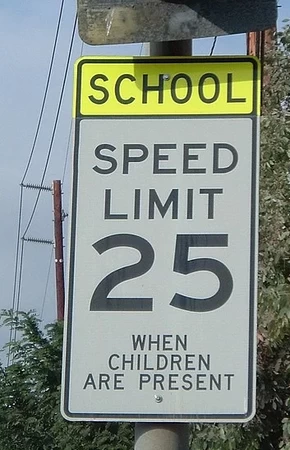 SCHOOL
SPEED
LIMIT
25
WHEN
CHILDREN
ARE PRESENT